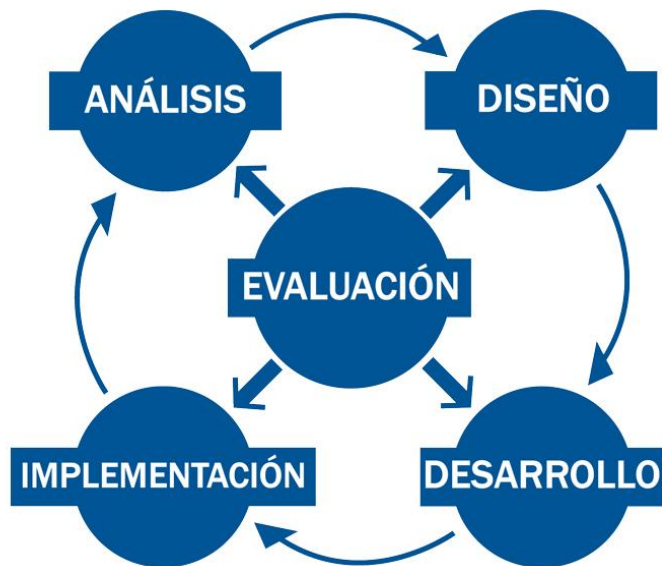 ANÁLISIS
DISEÑO
EVALUACIÓN
IMPLEMENTACIÓN
DESARROLLO